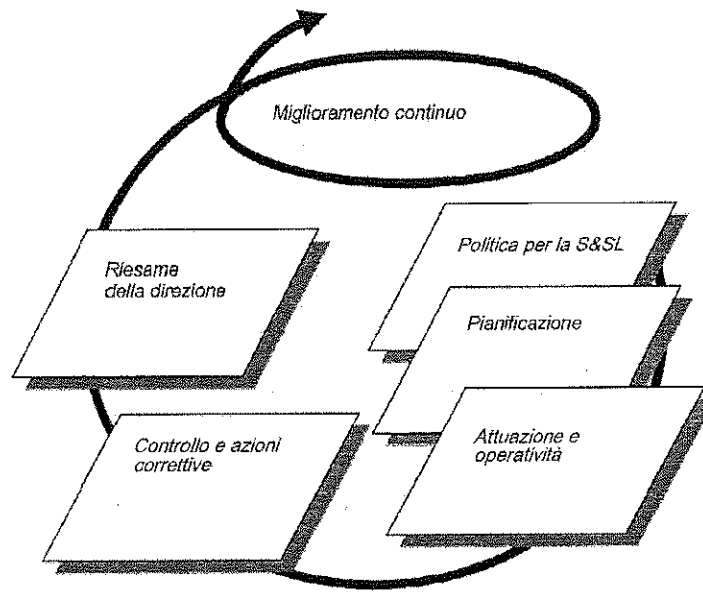 Miglioramento continuo
Politica per la S&SL
Riesame
della direzione
Pianificazione
Controllo e azioni
correttive
Attuazione e
operatività